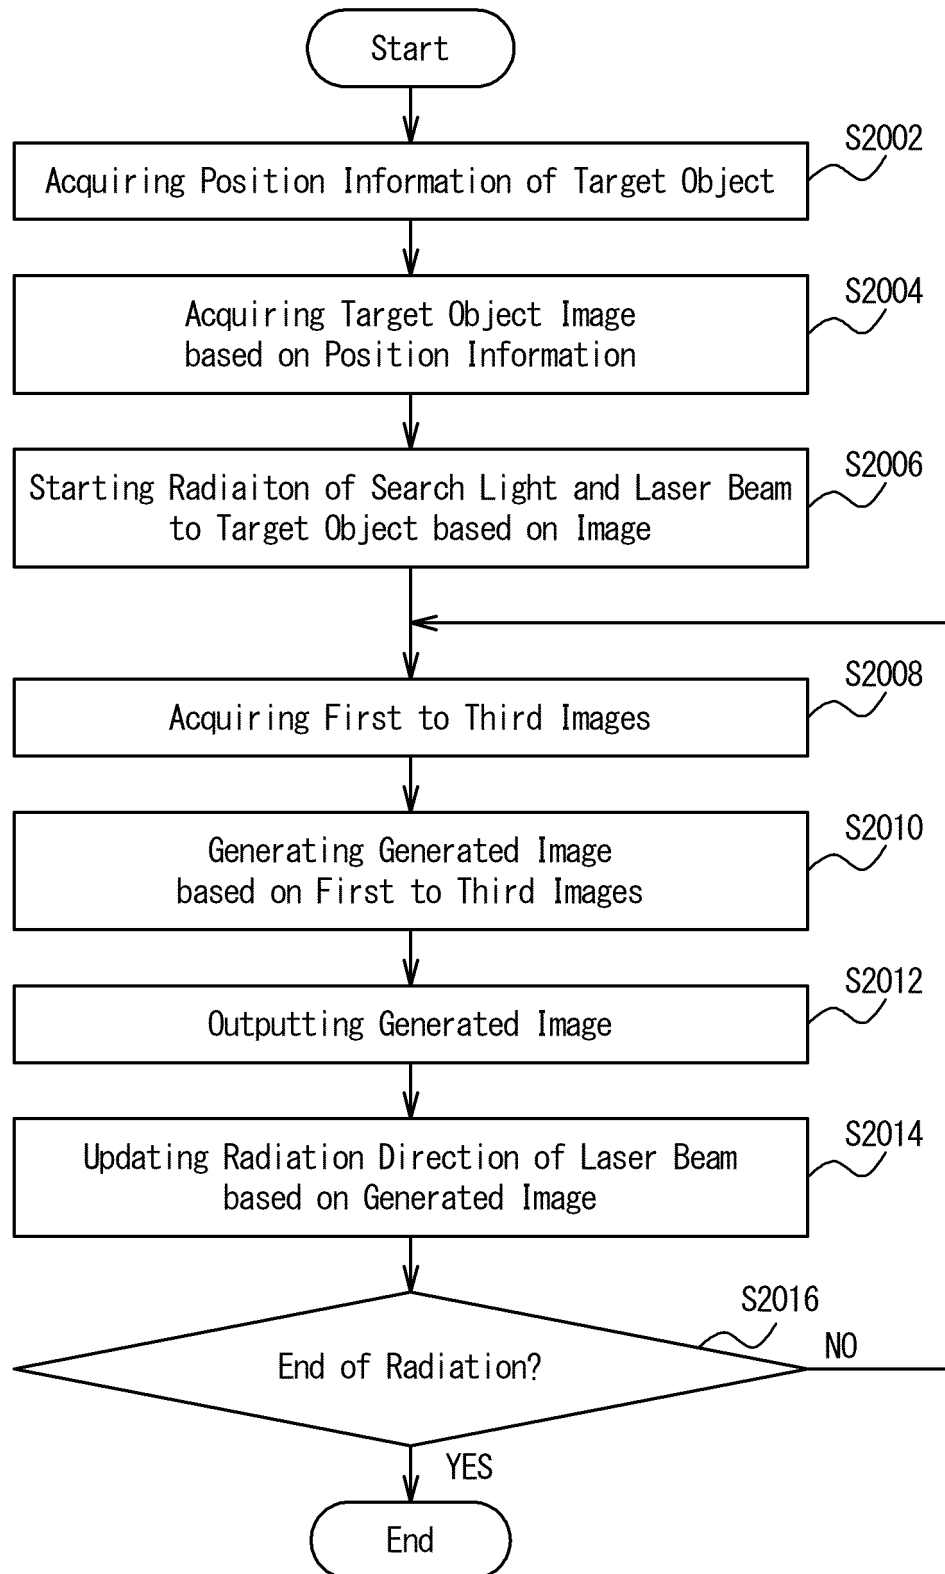 Start
S2002
Acquiring Position Information of Target Object
S2004
Acquiring Target Object Image
based on Position Information
S2006
Starting Radiaiton of Search Light and Laser Beam
to Target Object based on Image
S2008
Acquiring First to Third Images
S2010
Generating Generated Image
based on First to Third Images
S2012
Outputting Generated Image
S2014
Updating Radiation Direction of Laser Beam
based on Generated Image
S2016
End of Radiation?
NO
YES
End